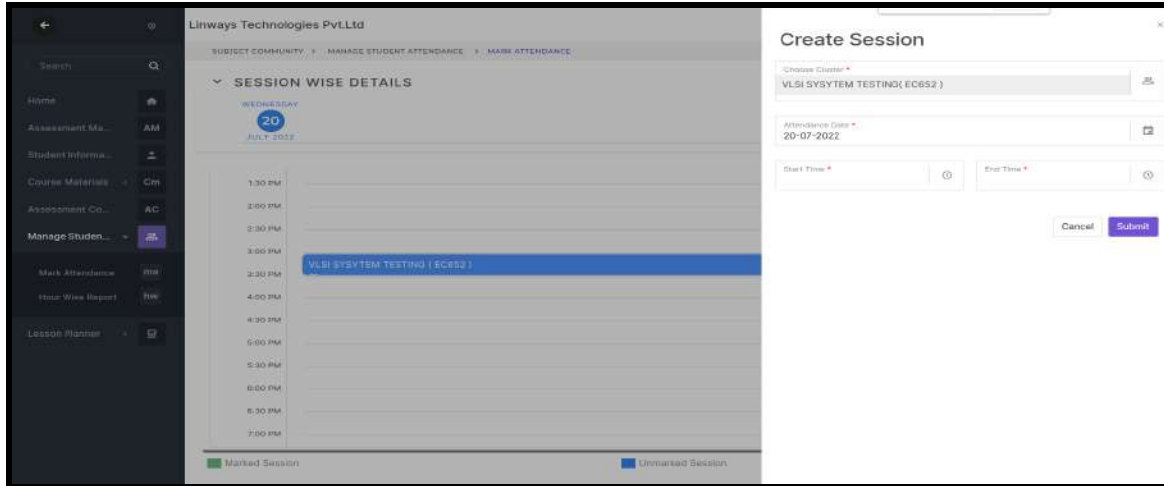 Linways Technologies Pvt.Ltd
SUBJECT COMMUNITY > MANAGE STUDENT ATTENDANCE > MARK ATTENDANCE
Search
Home
Assessment Ma... AM
Student Informa...
Course Materials Cm
Assessment Co... AC
Manage Studen...
Mark Attendance ma
Hour Wise Report hw
Lesson Planner
SESSION WISE DETAILS
WEDNESDAY
20
JULY 2022
1:30 PM
2:00 PM
2:30 PM
3:00 PM
VLSI SYSYTEM TESTING ( EC652 )
3:30 PM
4:00 PM
4:30 PM
5:00 PM
5:30 PM
6:00 PM
6:30 PM
7:00 PM
Marked Session
Unmarked Session
Create Session
Choose Cluster *
VLSI SYSYTEM TESTING( EC652 )
Attendance Date *
20-07-2022
Start Time *
End Time *
Cancel
Submit